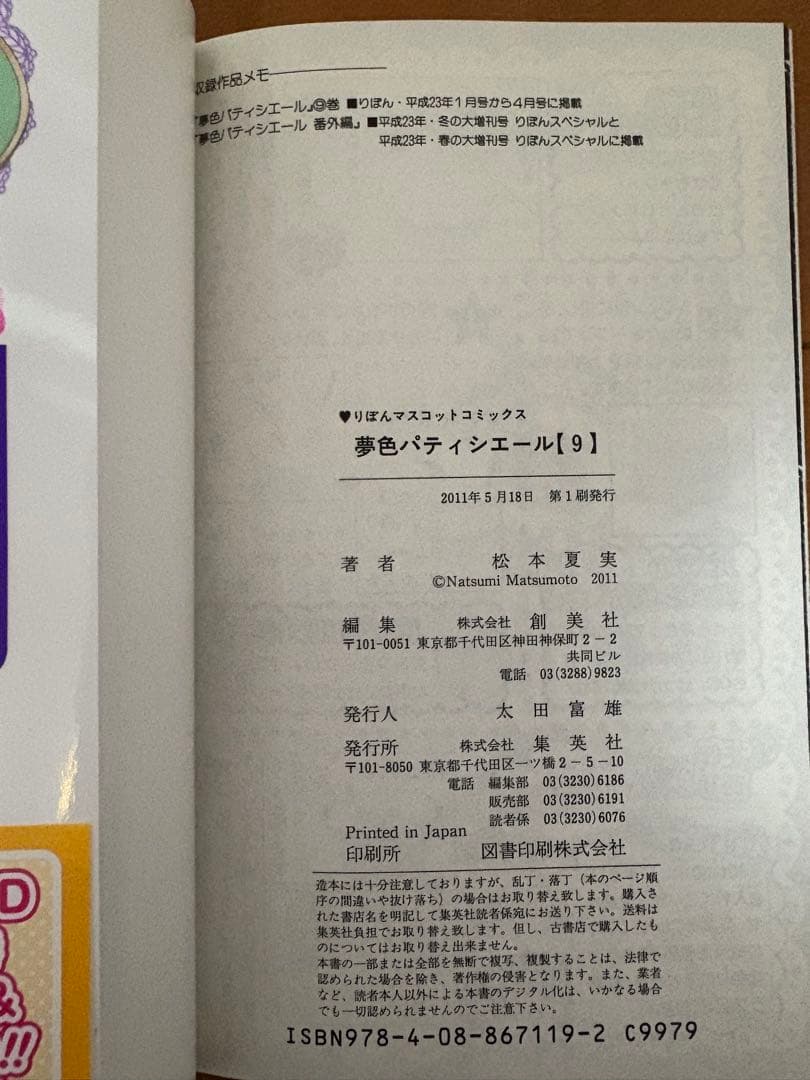 収録作品メモ
『夢色パティシエール』⑨巻 ■りぼん・平成23年1月号から4月号に掲載
『夢色パティシエール 番外編』■平成23年・冬の大増刊号 りぼんスペシャルと
平成23年・春の大増刊号 りぼんスペシャルに掲載
♥りぼんマスコットコミックス
夢色パティシエール【9】
2011年5月18日 第1刷発行
著者 松本夏実
©Natsumi Matsumoto 2011
編集 株式会社 創美社
〒101-0051 東京都千代田区神田神保町2-2
共同ビル
電話 03(3288)9823
発行人 太田富雄
発行所 株式会社 集英社
〒101-8050 東京都千代田区一ツ橋2-5-10
電話 編集部 03(3230)6186
販売部 03(3230)6191
読者係 03(3230)6076
Printed in Japan
印刷所 図書印刷株式会社
造本には十分注意しておりますが、乱丁・落丁(本のページ順
序の間違いや抜け落ち)の場合はお取り替え致します。購入さ
れた書店名を明記して集英社読者係宛にお送り下さい。送料は
集英社負担でお取り替え致します。但し、古書店で購入したも
のについてはお取り替え出来ません。
本書の一部または全部を無断で複写、複製することは、法律で
認められた場合を除き、著作権の侵害となります。また、業者
など、読者本人以外による本書のデジタル化は、いかなる場合
でも一切認められませんのでご注意下さい。
ISBN978-4-08-867119-2 C9979
D
&
!!